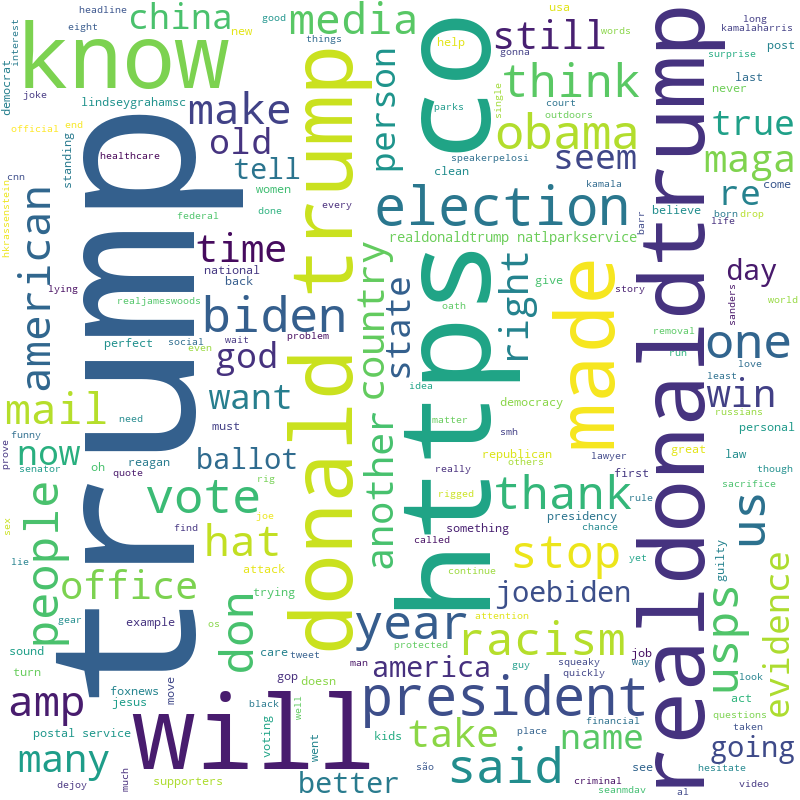 headline
eight
interest
democrat
know
china
joke
lindseygrahamsc
cnn
official end
standing
healthcare
good
new
usa
things
media
make
old
tell
women
person
co
help
gonna
parks
still
think
single
court
outdoors
words
obama
speakerpelosi
clean
seem
kamala
long
kamalaharris
post
surprise
last
never
true
maga
re
come
believe
born
drop
life
barr
realdonaldtrump
hkrassenstein
american
trump
federal
done
every
donald trump
election
realdonaldtrump natlparkservice
time
national
back
lying
realjameswoods
biden
perfect
social
even
wait
problem
god
another country
state
https
oath
right
give
story
made
day
sanders
world
removal
run
one
love
least
win
russians
personal
mail
need
want
must
idea
democracy
matter
smh
republican
others
lawyer
great
law
though
funny
now
prove
senator
oh
reagan
quote
ballot
rig
really
rigged
first
sacrifice
people
vote
thank
something
called
presidency
chance
rule
us
sex
find
joe
hat
lie
attack
stop
continue
yet
guilty
office
trying
joebiden
usps
evidence
gear
example
os
don
year
attention
protected
racism
job
way
sound
care
tweet
man
guy
squeaky
quickly
act
look
turn
foxnews
jesus
move
gop
doesn
america
president
questions
amp
will
black
well
postal service
voting
went
kids
take
place
financial
name
taken
going
many
dejoy
much
supporters
better
são
said
criminal
see
seanmdav
al
hesitate
video